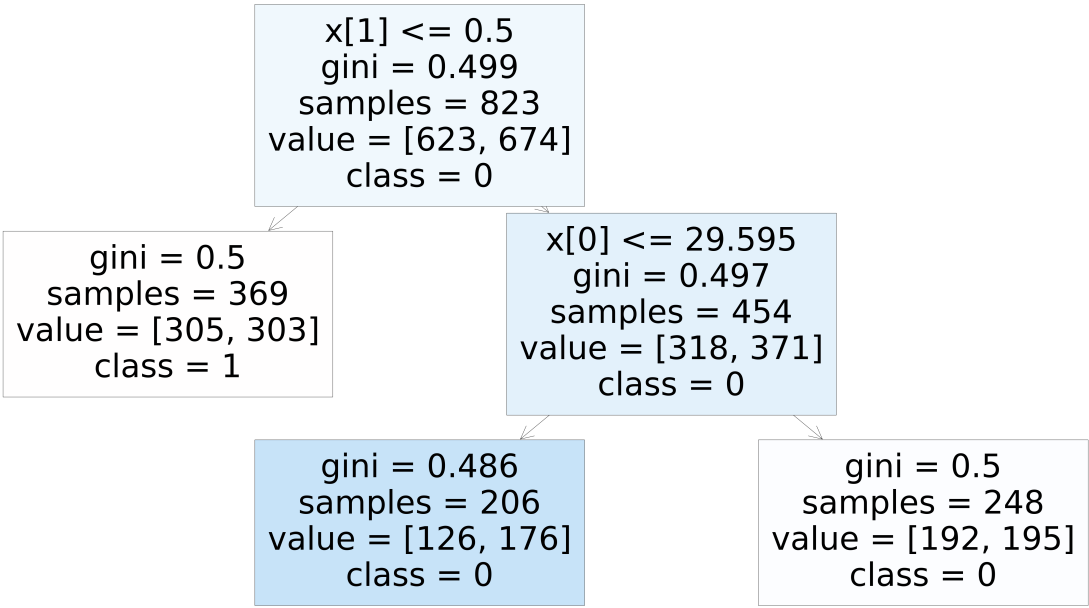 x[1] <= 0.5
gini = 0.499
samples = 823
value = [623, 674]
class = 0
gini = 0.5
samples = 369
value = [305, 303]
class = 1
x[0] <= 29.595
gini = 0.497
samples = 454
value = [318, 371]
class = 0
gini = 0.486
samples = 206
value = [126, 176]
class = 0
gini = 0.5
samples = 248
value = [192, 195]
class = 0